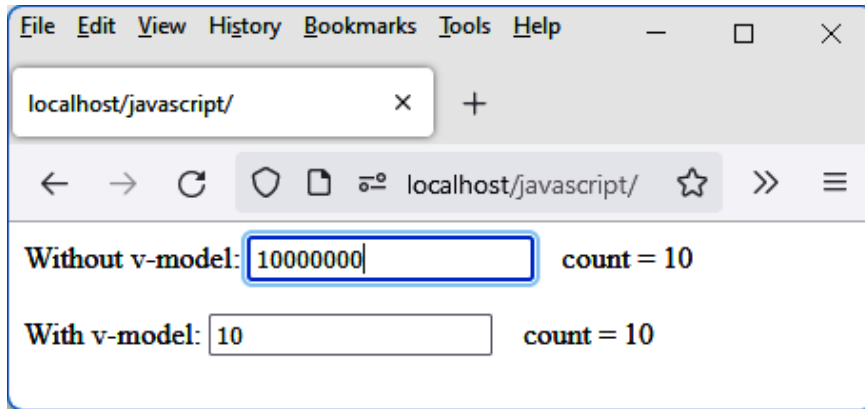 File Edit View History Bookmarks Tools Help
localhost/javascript/
localhost/javascript/
Without v-model: 10000000 count = 10
With v-model: 10 count = 10